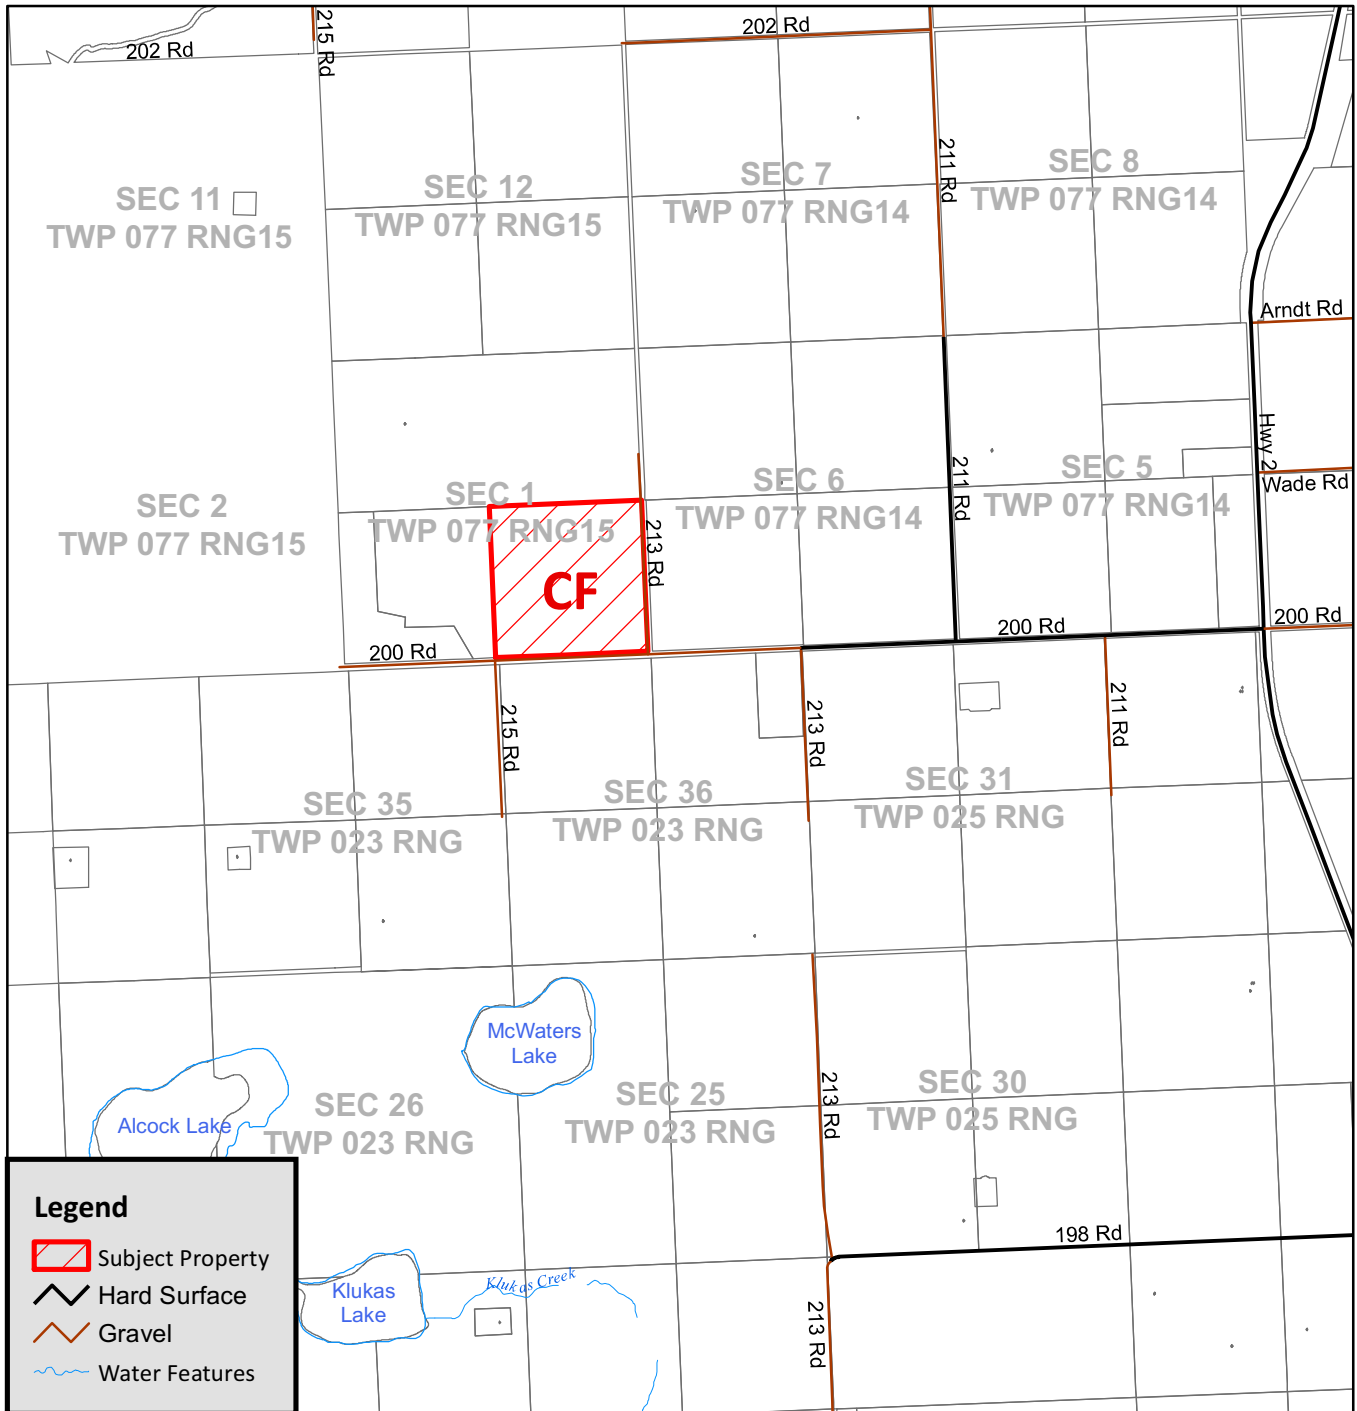 202 Rd
215 Rd
202 Rd
211 Rd
SEC 11
TWP 077 RNG15
SEC 12
TWP 077 RNG15
SEC 7
TWP 077 RNG14
SEC 8
TWP 077 RNG14
Arndt Rd
Hwy 2
Wade Rd
SEC 2
TWP 077 RNG15
SEC 1
TWP 077 RNG15
CF
213 Rd
SEC 6
TWP 077 RNG14
211 Rd
SEC 5
TWP 077 RNG14
200 Rd
200 Rd
200 Rd
215 Rd
213 Rd
211 Rd
SEC 35
TWP 023 RNG
SEC 36
TWP 023 RNG
SEC 31
TWP 025 RNG
McWaters
Lake
Alcock Lake
SEC 26
TWP 023 RNG
SEC 25
TWP 023 RNG
213 Rd
SEC 30
TWP 025 RNG
198 Rd
Klukas
Lake
Klukas Creek
213 Rd
Legend
Subject Property
Hard Surface
Gravel
Water Features